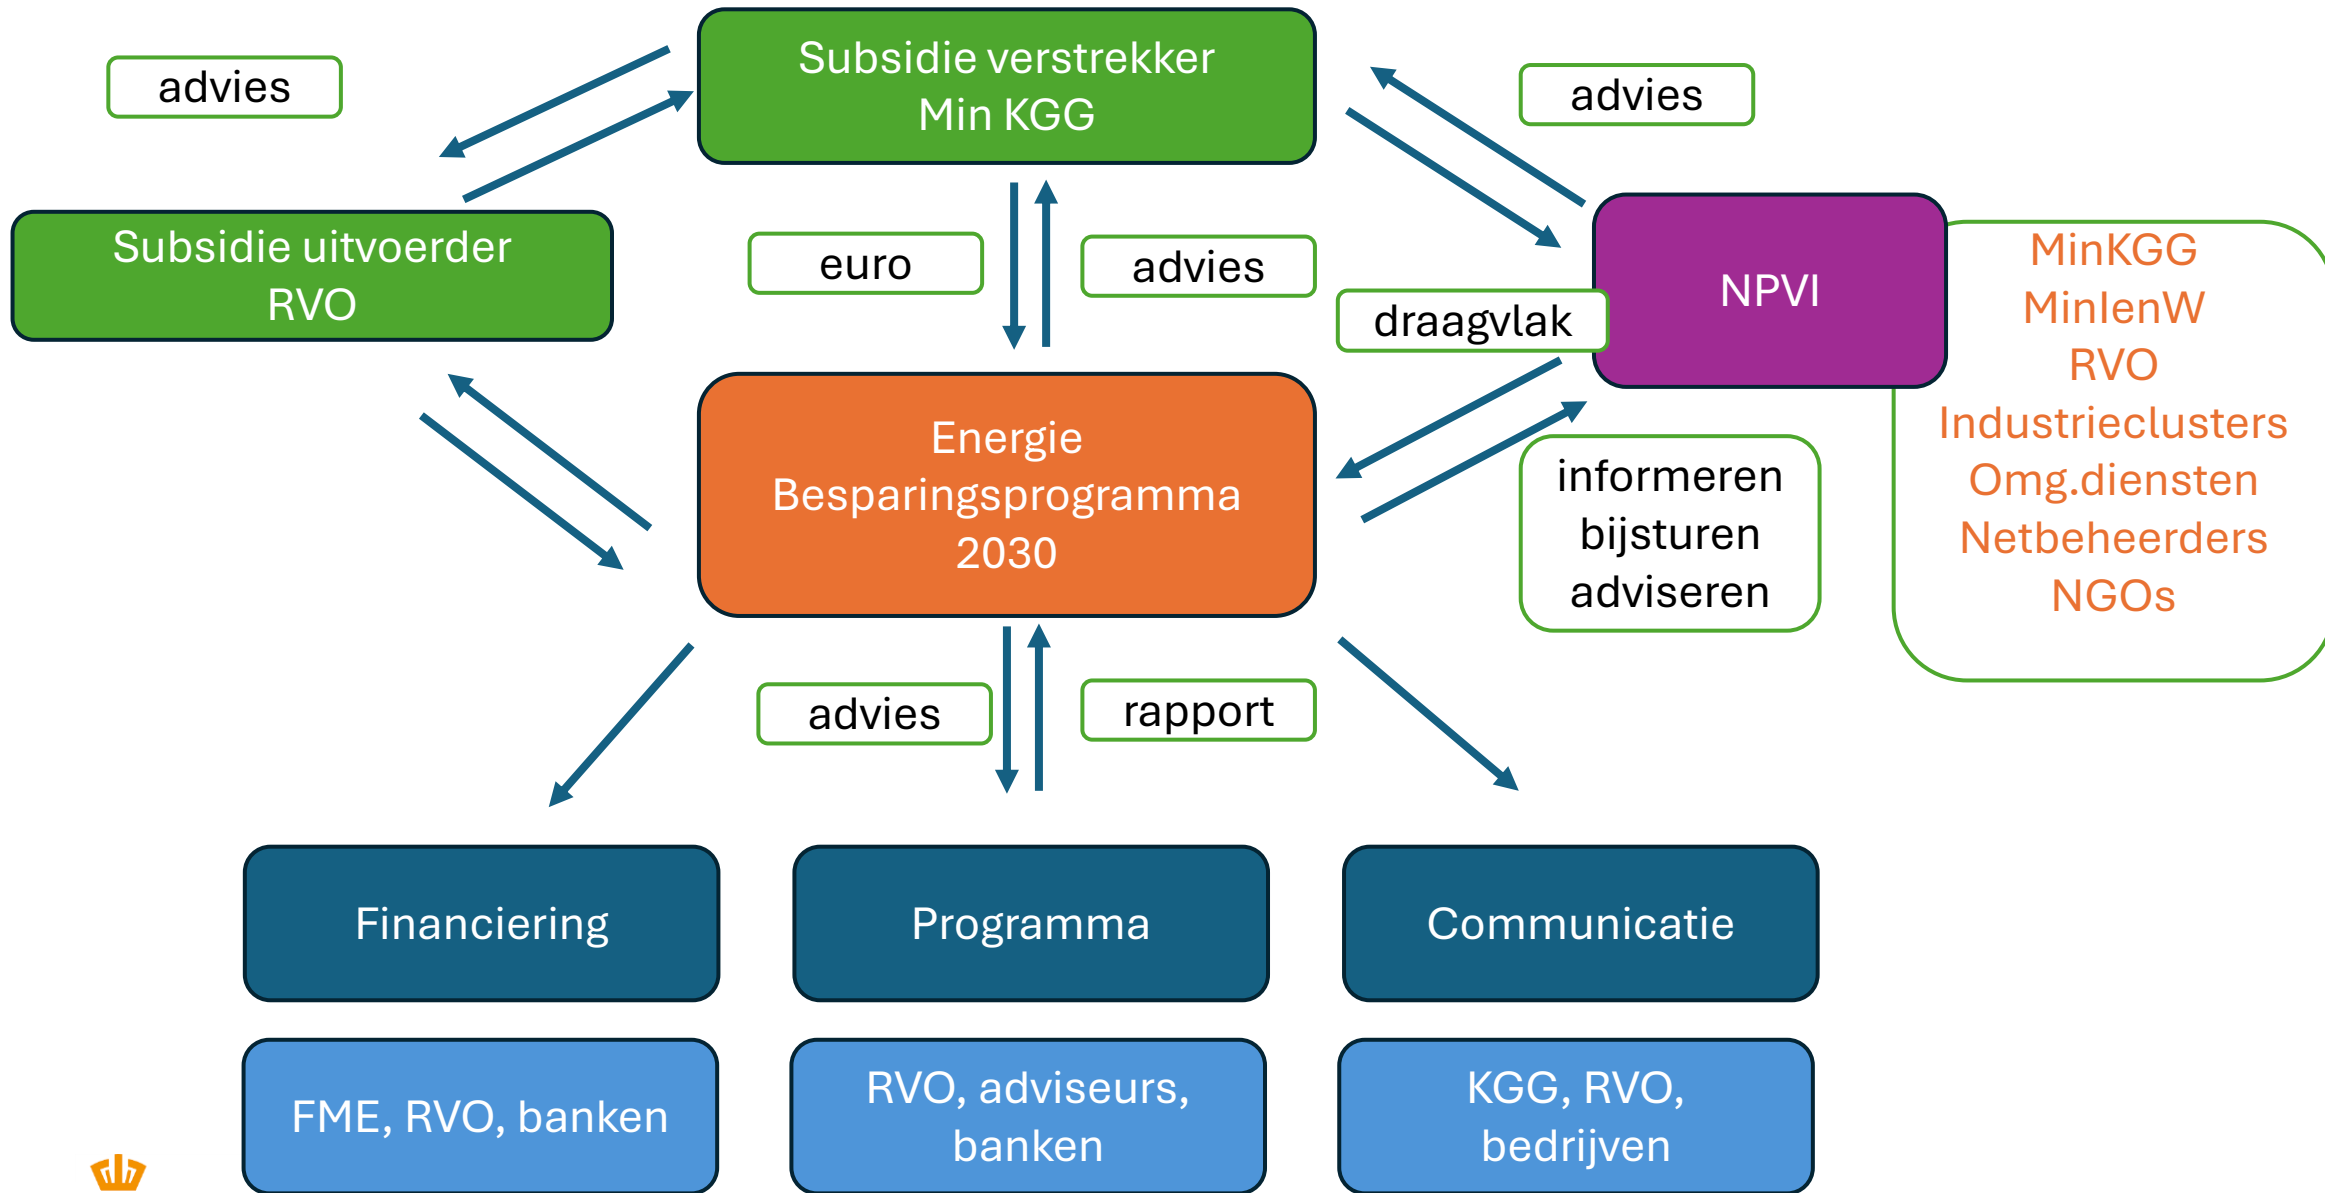 Subsidie verstrekker
Min KGG
advies
advies
Subsidie uitvoerder
RVO
euro
advies
draagvlak
NPVI
MinKGG
MinIenW
RVO
Industrieclusters
Omg.diensten
Netbeheerders
NGOs
Energie
Besparingsprogramma
2030
informeren
bijsturen
adviseren
advies
rapport
Financiering
Programma
Communicatie
FME, RVO, banken
RVO, adviseurs,
banken
KGG, RVO,
bedrijven